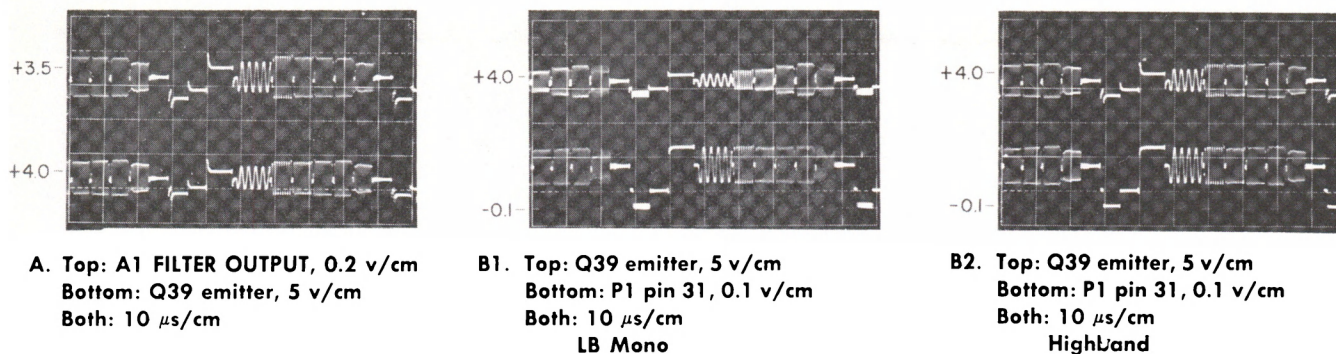 +3.5
+4.0
A. Top: A1 FILTER OUTPUT, 0.2 v/cm
Bottom: Q39 emitter, 5 v/cm
Both: 10 μs/cm
+4.0
-0.1
B1. Top: Q39 emitter, 5 v/cm
Bottom: P1 pin 31, 0.1 v/cm
Both: 10 μs/cm
LB Mono
+4.0
-0.1
B2. Top: Q39 emitter, 5 v/cm
Bottom: P1 pin 31, 0.1 v/cm
Both: 10 μs/cm
Highband